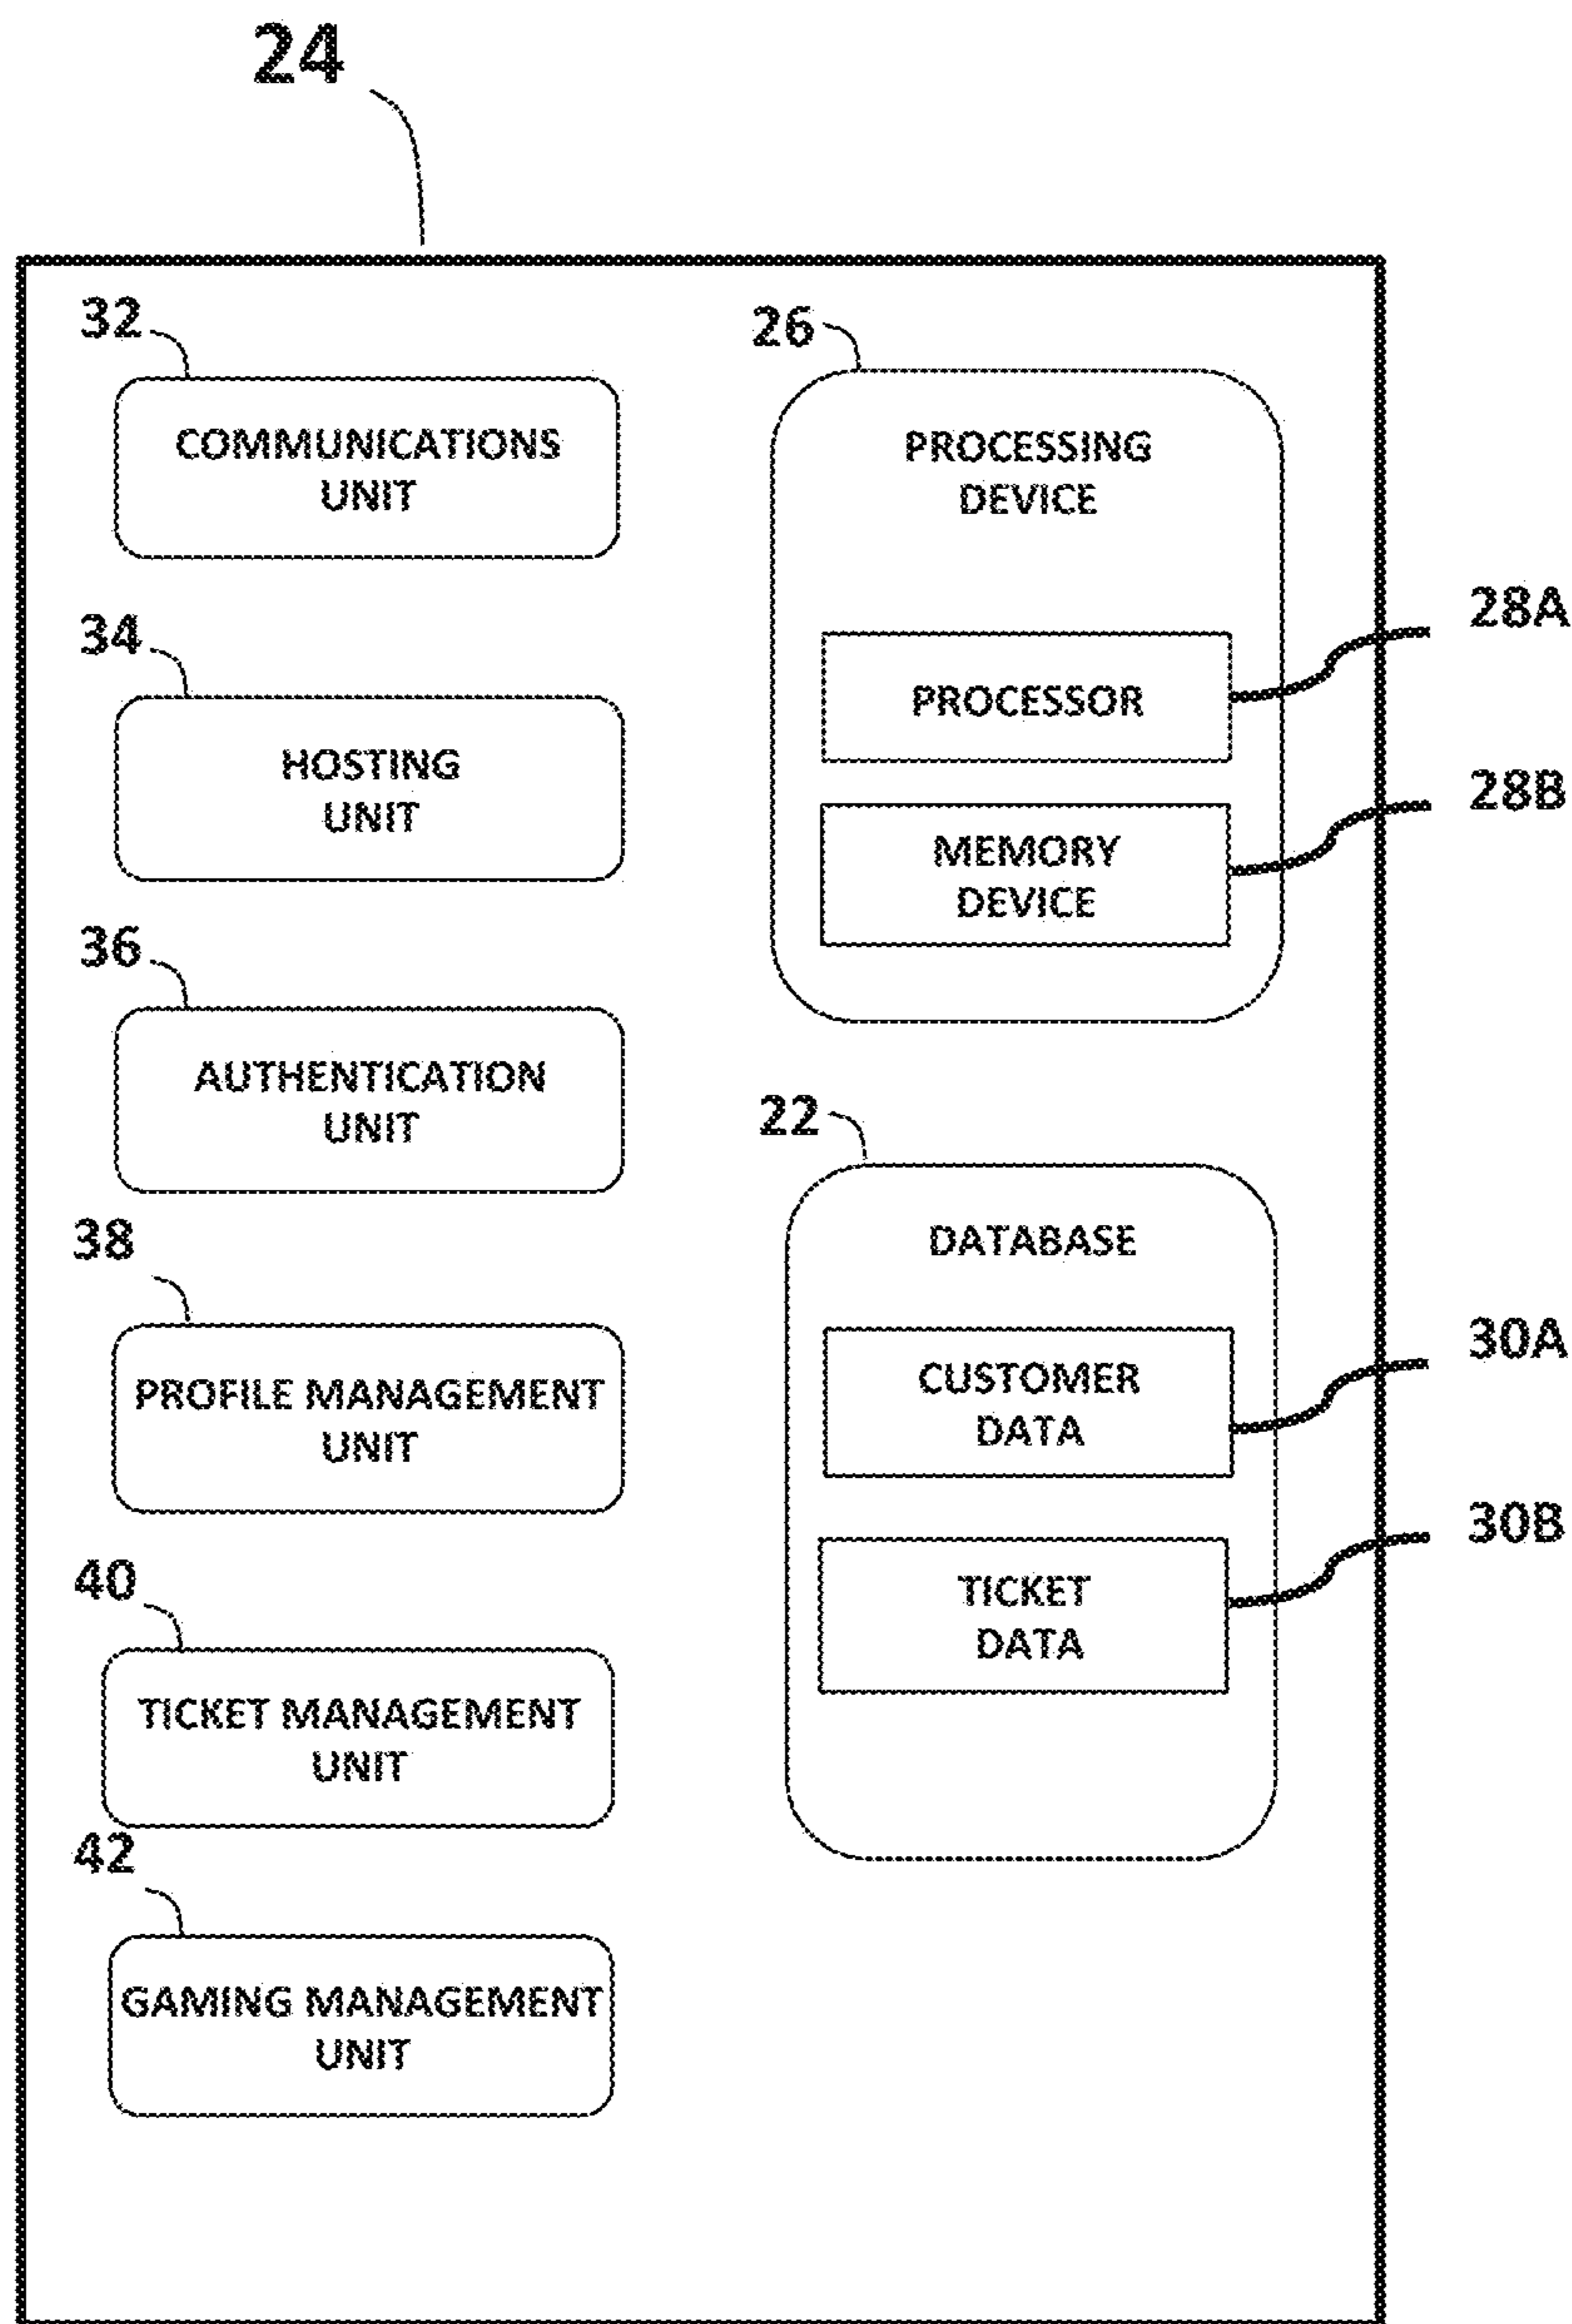 24
32
COMMUNICATIONS
UNIT
34
HOSTING
UNIT
36
AUTHENTICATION
UNIT
38
PROFILE MANAGEMENT
UNIT
40
TICKET MANAGEMENT
UNIT
42
GAMING MANAGEMENT
UNIT
26
PROCESSING
DEVICE
PROCESSOR
28A
MEMORY
DEVICE
28B
22
DATABASE
CUSTOMER
DATA
30A
TICKET
DATA
30B